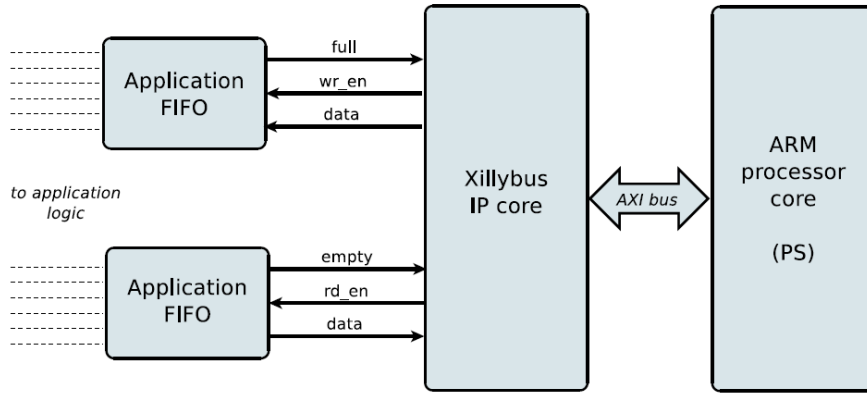 Application
FIFO
full
wr_en
data
to application
logic
Application
FIFO
empty
rd_en
data
Xillybus
IP core
AXI bus
ARM
processor
core
(PS)